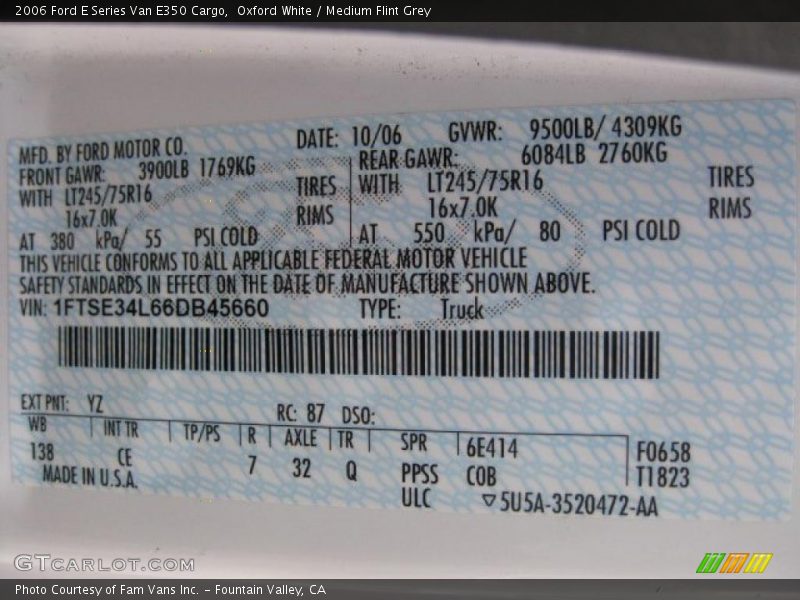 2006 Ford E Series Van E350 Cargo,  Oxford White / Medium Flint Grey
MFD. BY FORD MOTOR CO. DATE: 10/06 GVWR: 9500LB/ 4309KG
FRONT GAWR: 3900LB 1769KG REAR GAWR: 6084LB 2760KG
WITH LT245/75R16 TIRES WITH LT245/75R16 TIRES
16x7.0K RIMS 16x7.0K RIMS
AT 380 kPa/ 55 PSI COLD AT 550 kPa/ 80 PSI COLD
THIS VEHICLE CONFORMS TO ALL APPLICABLE FEDERAL MOTOR VEHICLE
SAFETY STANDARDS IN EFFECT ON THE DATE OF MANUFACTURE SHOWN ABOVE.
VIN: 1FTSE34L66DB45660 TYPE: Truck
EXT PNT: YZ RC: 87 DSO:
WB INT TR TP/PS R AXLE TR SPR 6E414 F0658
138 CE 7 32 Q PPSS COB T1823
MADE IN U.S.A. ULC ▽5U5A-3520472-AA
GTCARLOT.COM
Photo Courtesy of Fam Vans Inc. - Fountain Valley, CA